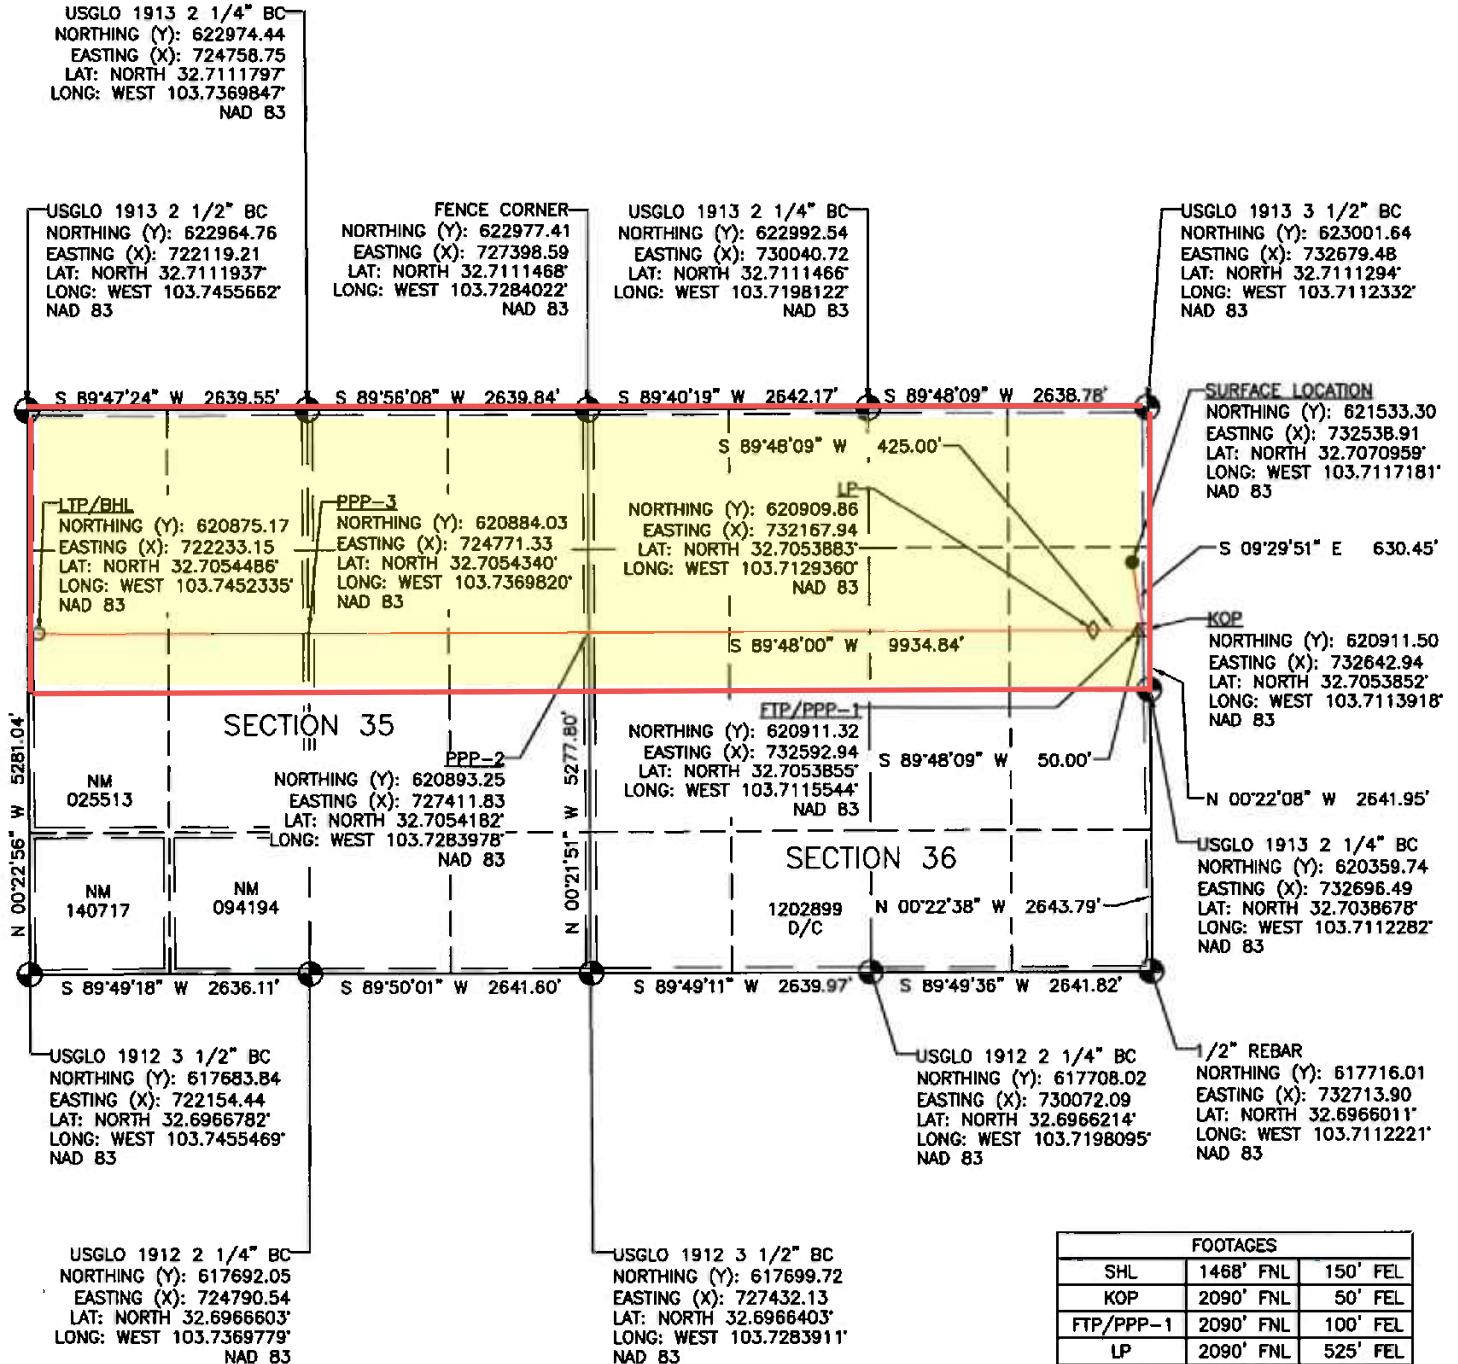 USGLO 1913 2 1/4" BC
NORTHING (Y): 622974.44
EASTING (X): 724758.75
LAT: NORTH 32.7111797°
LONG: WEST 103.7369847°
NAD 83
USGLO 1913 2 1/2" BC
NORTHING (Y): 622964.76
EASTING (X): 722119.21
LAT: NORTH 32.7111937°
LONG: WEST 103.7455662°
NAD 83
FENCE CORNER
NORTHING (Y): 622977.41
EASTING (X): 727398.59
LAT: NORTH 32.7111468°
LONG: WEST 103.7284022°
NAD 83
USGLO 1913 2 1/4" BC
NORTHING (Y): 622992.54
EASTING (X): 730040.72
LAT: NORTH 32.7111466°
LONG: WEST 103.7198122°
NAD 83
USGLO 1913 3 1/2" BC
NORTHING (Y): 623001.64
EASTING (X): 732679.48
LAT: NORTH 32.7111294°
LONG: WEST 103.7112332°
NAD 83
S 89°47'24" W 2639.55'
S 89°56'08" W 2639.84'
S 89°40'19" W 2642.17'
S 89°48'09" W 2638.78'
SURFACE LOCATION
NORTHING (Y): 621533.30
EASTING (X): 732538.91
LAT: NORTH 32.7070959°
LONG: WEST 103.7117181°
NAD 83
S 89°48'09" W 425.00'
LTP/BHL
NORTHING (Y): 620875.17
EASTING (X): 722233.15
LAT: NORTH 32.7054486°
LONG: WEST 103.7452335°
NAD 83
PPP-3
NORTHING (Y): 620884.03
EASTING (X): 724771.33
LAT: NORTH 32.7054340°
LONG: WEST 103.7369820°
NAD 83
LP
NORTHING (Y): 620909.86
EASTING (X): 732167.94
LAT: NORTH 32.7053883°
LONG: WEST 103.7129360°
NAD 83
S 09°29'51" E 630.45'
KOP
NORTHING (Y): 620911.50
EASTING (X): 732642.94
LAT: NORTH 32.7053852°
LONG: WEST 103.7113918°
NAD 83
S 89°48'00" W 9934.84'
SECTION 35
PPP-2
NORTHING (Y): 620893.25
EASTING (X): 727411.83
LAT: NORTH 32.7054182°
LONG: WEST 103.7283978°
NAD 83
FTP/PPP-1
NORTHING (Y): 620911.32
EASTING (X): 732592.94
LAT: NORTH 32.7053855°
LONG: WEST 103.7115544°
NAD 83
S 89°48'09" W 50.00'
N 00°22'08" W 2641.95'
N 00°22'56" W 5281.04'
NM
025513
N 00°21'51" W 5277.80'
SECTION 36
USGLO 1913 2 1/4" BC
NORTHING (Y): 620359.74
EASTING (X): 732696.49
LAT: NORTH 32.7038678°
LONG: WEST 103.7112282°
NAD 83
NM
140717
NM
094194
1202899
D/C
N 00°22'38" W 2643.79'
S 89°49'18" W 2636.11'
S 89°50'01" W 2641.60'
S 89°49'11" W 2639.97'
S 89°49'36" W 2641.82'
USGLO 1912 3 1/2" BC
NORTHING (Y): 617683.84
EASTING (X): 722154.44
LAT: NORTH 32.6966782°
LONG: WEST 103.7455469°
NAD 83
USGLO 1912 2 1/4" BC
NORTHING (Y): 617708.02
EASTING (X): 730072.09
LAT: NORTH 32.6966214°
LONG: WEST 103.7198095°
NAD 83
1/2" REBAR
NORTHING (Y): 617716.01
EASTING (X): 732713.90
LAT: NORTH 32.6966011°
LONG: WEST 103.7112221°
NAD 83
USGLO 1912 2 1/4" BC
NORTHING (Y): 617692.05
EASTING (X): 724790.54
LAT: NORTH 32.6966603°
LONG: WEST 103.7369779°
NAD 83
USGLO 1912 3 1/2" BC
NORTHING (Y): 617699.72
EASTING (X): 727432.13
LAT: NORTH 32.6966403°
LONG: WEST 103.7283911°
NAD 83
FOOTAGES
SHL 1468' FNL 150' FEL
KOP 2090' FNL 50' FEL
FTP/PPP-1 2090' FNL 100' FEL
LP 2090' FNL 525' FEL